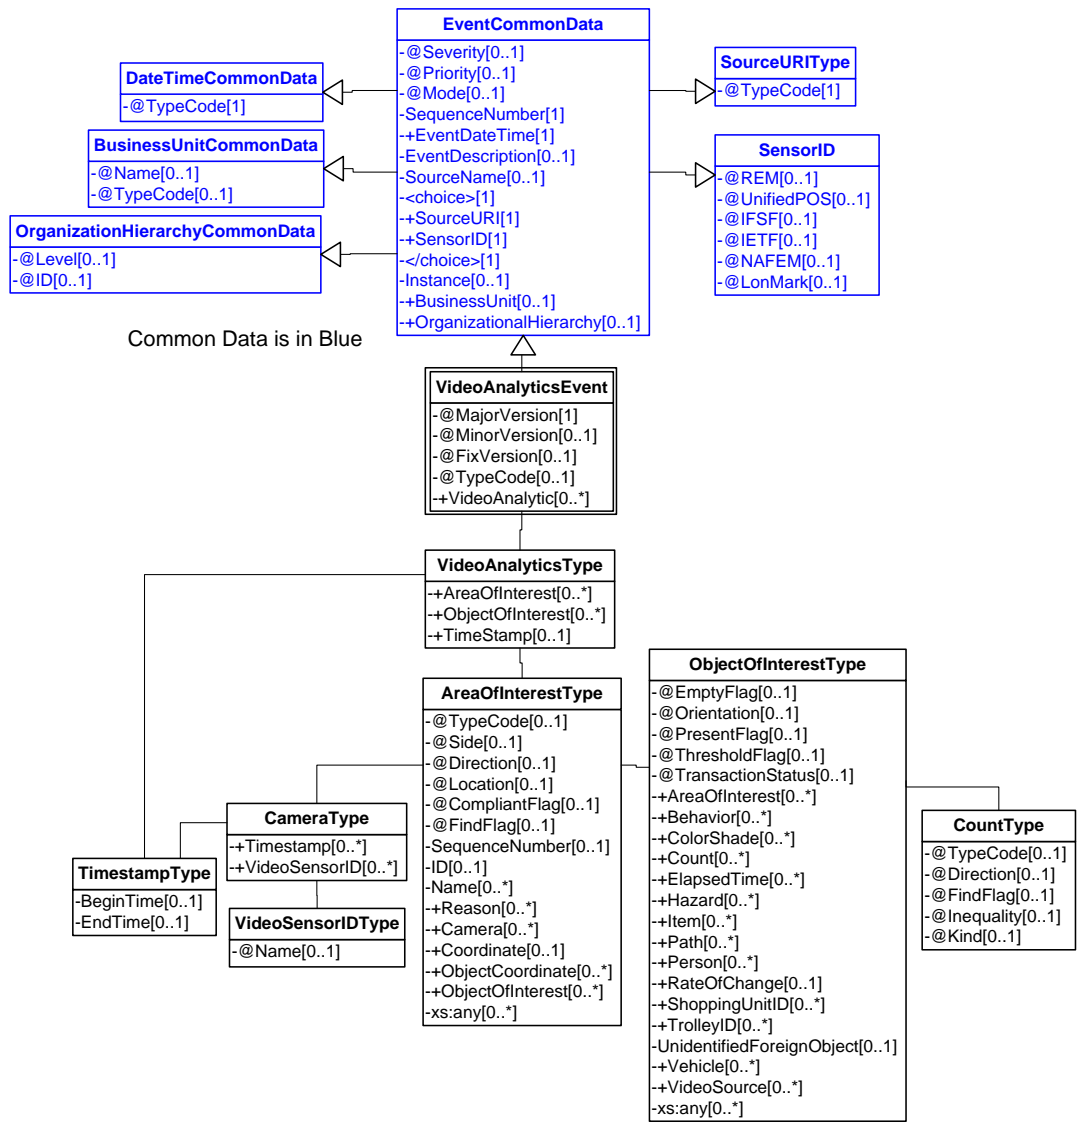 EventCommonData
-@Severity[0..1]
-@Priority[0..1]
-@Mode[0..1]
-SequenceNumber[1]
-+EventDateTime[1]
-EventDescription[0..1]
-SourceName[0..1]
-<choice>[1]
-+SourceURI[1]
-+SensorID[1]
-</choice>[1]
-Instance[0..1]
-+BusinessUnit[0..1]
-+OrganizationalHierarchy[0..1]
DateTimeCommonData
-@TypeCode[1]
BusinessUnitCommonData
-@Name[0..1]
-@TypeCode[0..1]
OrganizationHierarchyCommonData
-@Level[0..1]
-@ID[0..1]
SourceURIType
-@TypeCode[1]
SensorID
-@REM[0..1]
-@UnifiedPOS[0..1]
-@IFSF[0..1]
-@IETF[0..1]
-@NAFEM[0..1]
-@LonMark[0..1]
Common Data is in Blue
VideoAnalyticsEvent
-@MajorVersion[1]
-@MinorVersion[0..1]
-@FixVersion[0..1]
-@TypeCode[0..1]
-+VideoAnalytic[0..*]
VideoAnalyticsType
-+AreaOfInterest[0..*]
-+ObjectOfInterest[0..*]
-+TimeStamp[0..1]
AreaOfInterestType
-@TypeCode[0..1]
-@Side[0..1]
-@Direction[0..1]
-@Location[0..1]
-@CompliantFlag[0..1]
-@FindFlag[0..1]
-SequenceNumber[0..1]
-ID[0..1]
-Name[0..*]
-+Reason[0..*]
-+Camera[0..*]
-+Coordinate[0..1]
-+ObjectCoordinate[0..*]
-+ObjectOfInterest[0..*]
-xs:any[0..*]
ObjectOfInterestType
-@EmptyFlag[0..1]
-@Orientation[0..1]
-@PresentFlag[0..1]
-@ThresholdFlag[0..1]
-@TransactionStatus[0..1]
-+AreaOfInterest[0..*]
-+Behavior[0..*]
-+ColorShade[0..*]
-+Count[0..*]
-+ElapsedTime[0..*]
-+Hazard[0..*]
-+Item[0..*]
-+Path[0..*]
-+Person[0..*]
-+RateOfChange[0..1]
-+ShoppingUnitID[0..*]
-+TrolleyID[0..*]
-UnidentifiedForeignObject[0..1]
-+Vehicle[0..*]
-+VideoSource[0..*]
-xs:any[0..*]
CameraType
-+Timestamp[0..*]
-+VideoSensorID[0..*]
TimestampType
-BeginTime[0..1]
-EndTime[0..1]
VideoSensorIDType
-@Name[0..1]
CountType
-@TypeCode[0..1]
-@Direction[0..1]
-@FindFlag[0..1]
-@Inequality[0..1]
-@Kind[0..1]